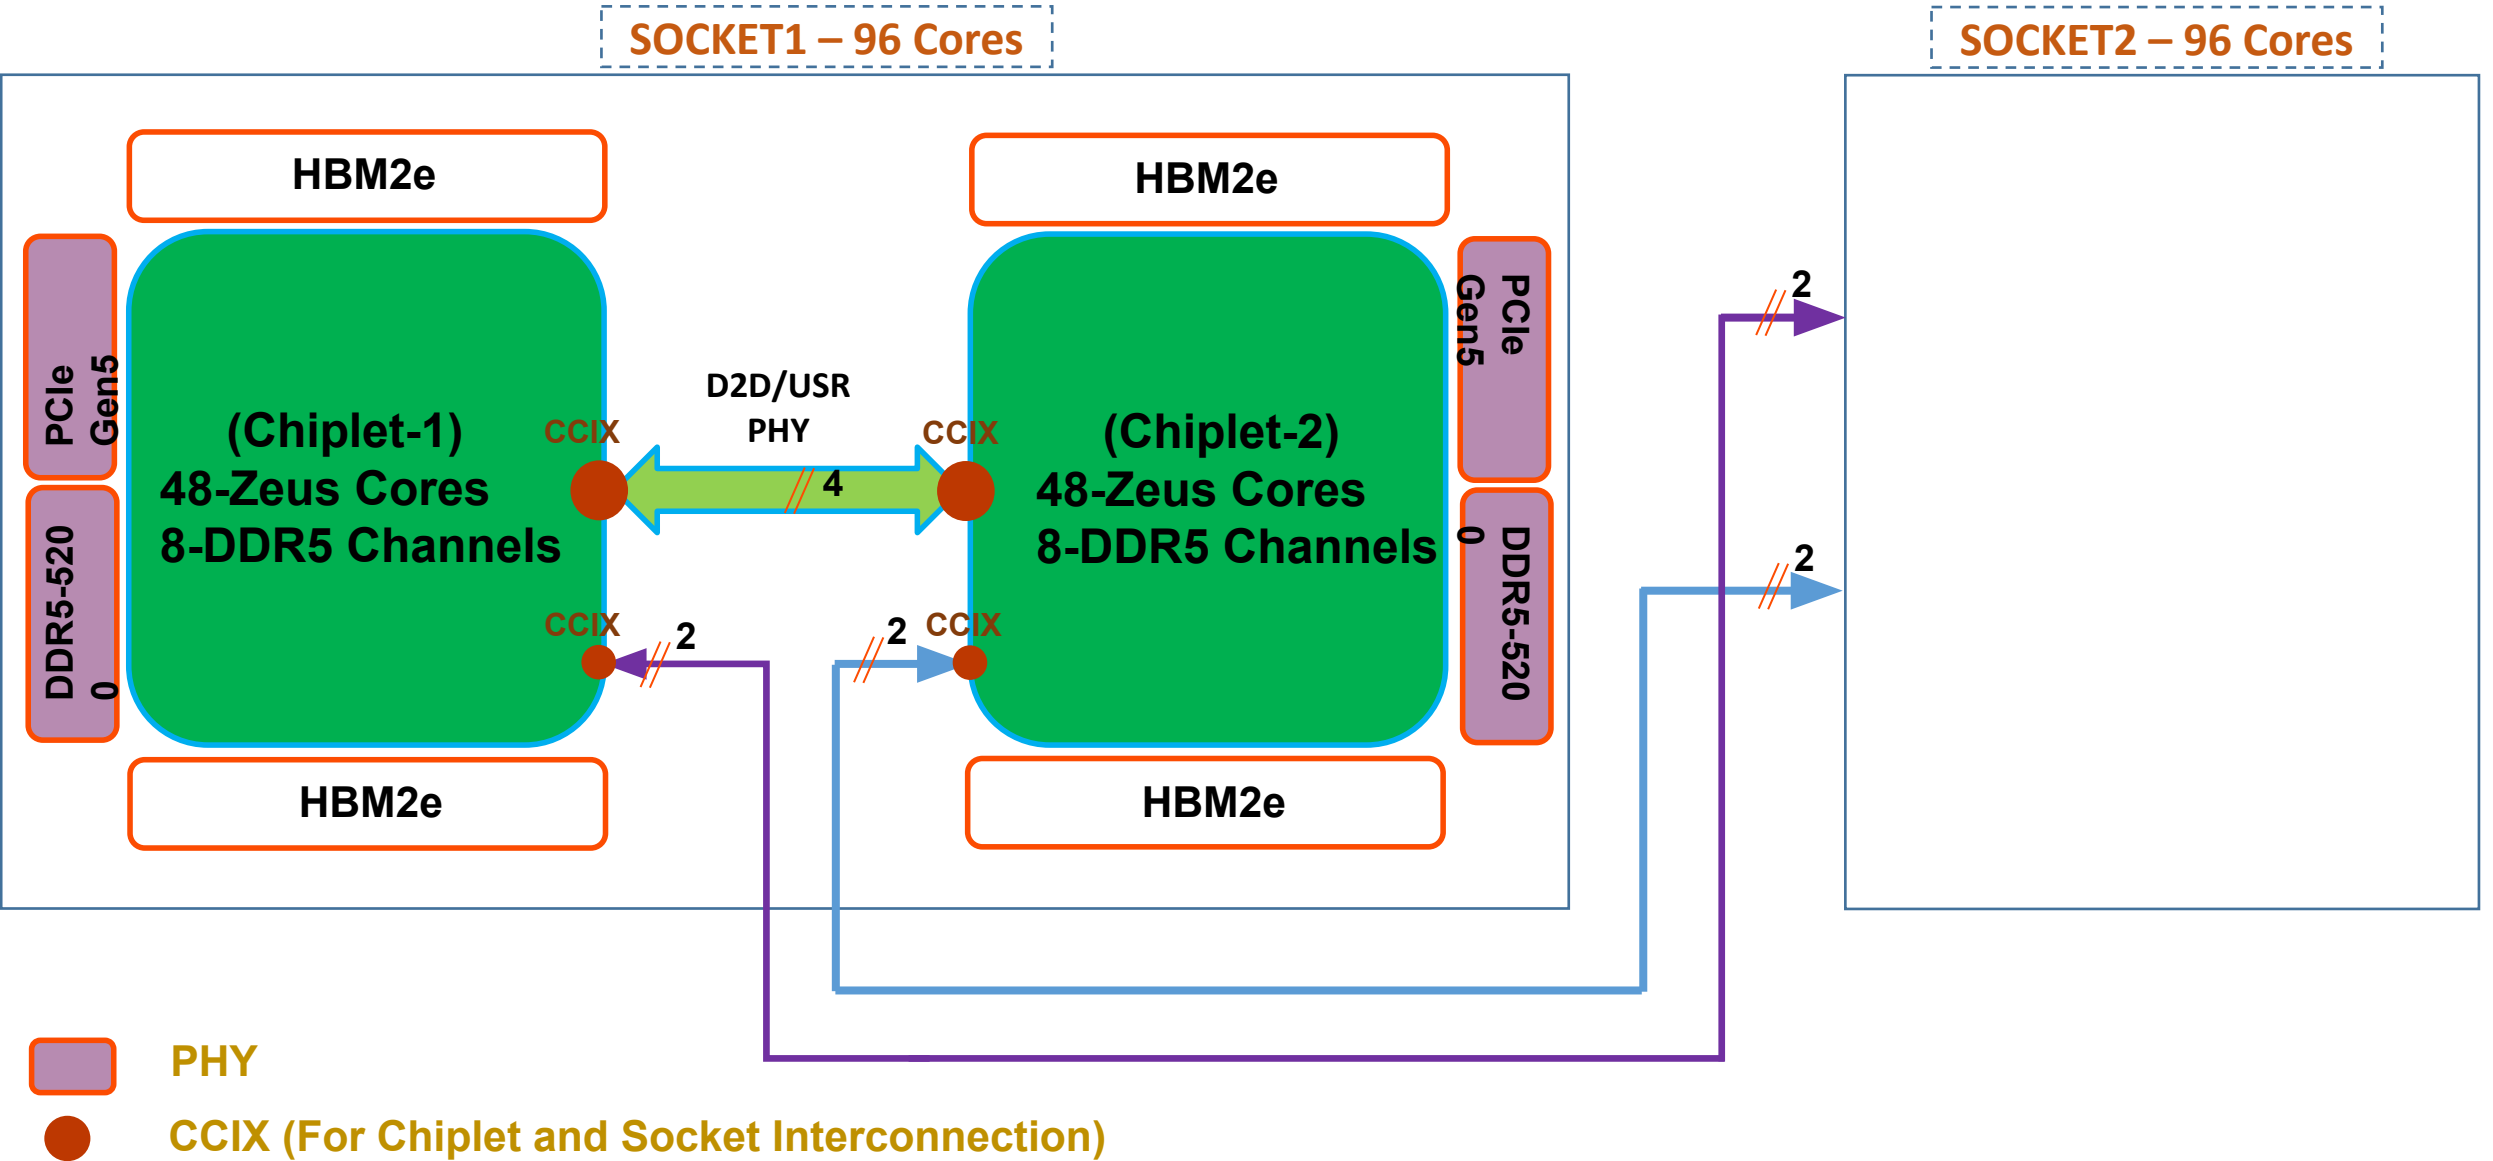 SOCKET1 – 96 Cores
SOCKET2 – 96 Cores
HBM2e
HBM2e
PCIe
Gen5
PCIe
Gen5
2
D2D/USR
PHY
CCIX
CCIX
(Chiplet-1)
48-Zeus Cores
8-DDR5 Channels
4
(Chiplet-2)
48-Zeus Cores
8-DDR5 Channels
DDR5-520
0
DDR5-520
0
2
CCIX
2
2
CCIX
HBM2e
HBM2e
PHY
CCIX (For Chiplet and Socket Interconnection)